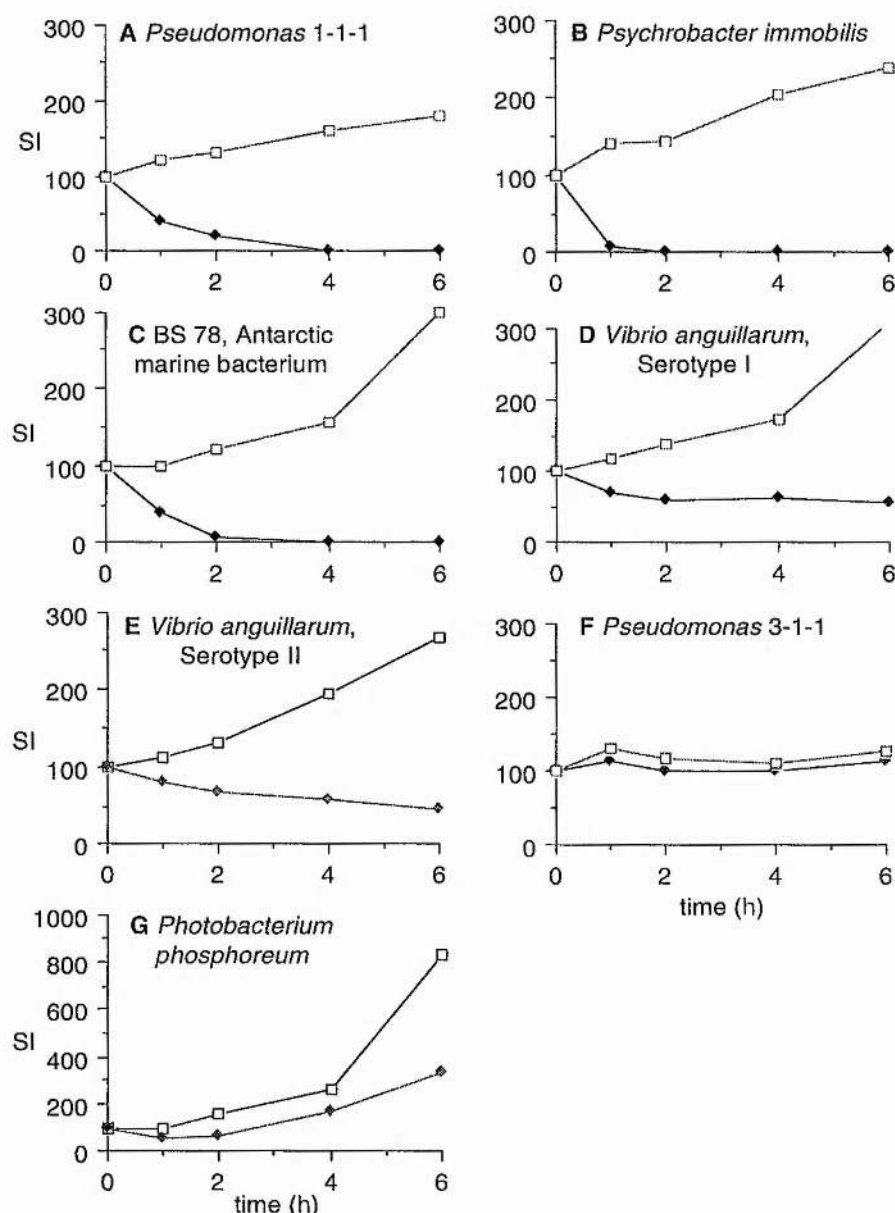 300
A Pseudomonas 1-1-1
200
SI
100
0
0 2 4 6
300
B Psychrobacter immobilis
200
100
0
0 2 4 6
300
C BS 78, Antarctic
marine bacterium
200
SI
100
0
0 2 4 6
300
D Vibrio anguillarum,
Serotype I
200
100
0
0 2 4 6
300
E Vibrio anguillarum,
Serotype II
200
SI
100
0
0 2 4 6
300
F Pseudomonas 3-1-1
200
100
0
0 2 4 6
time (h)
1000
G Photobacterium
phosphoreum
800
600
SI
400
200
0
0 2 4 6
time (h)